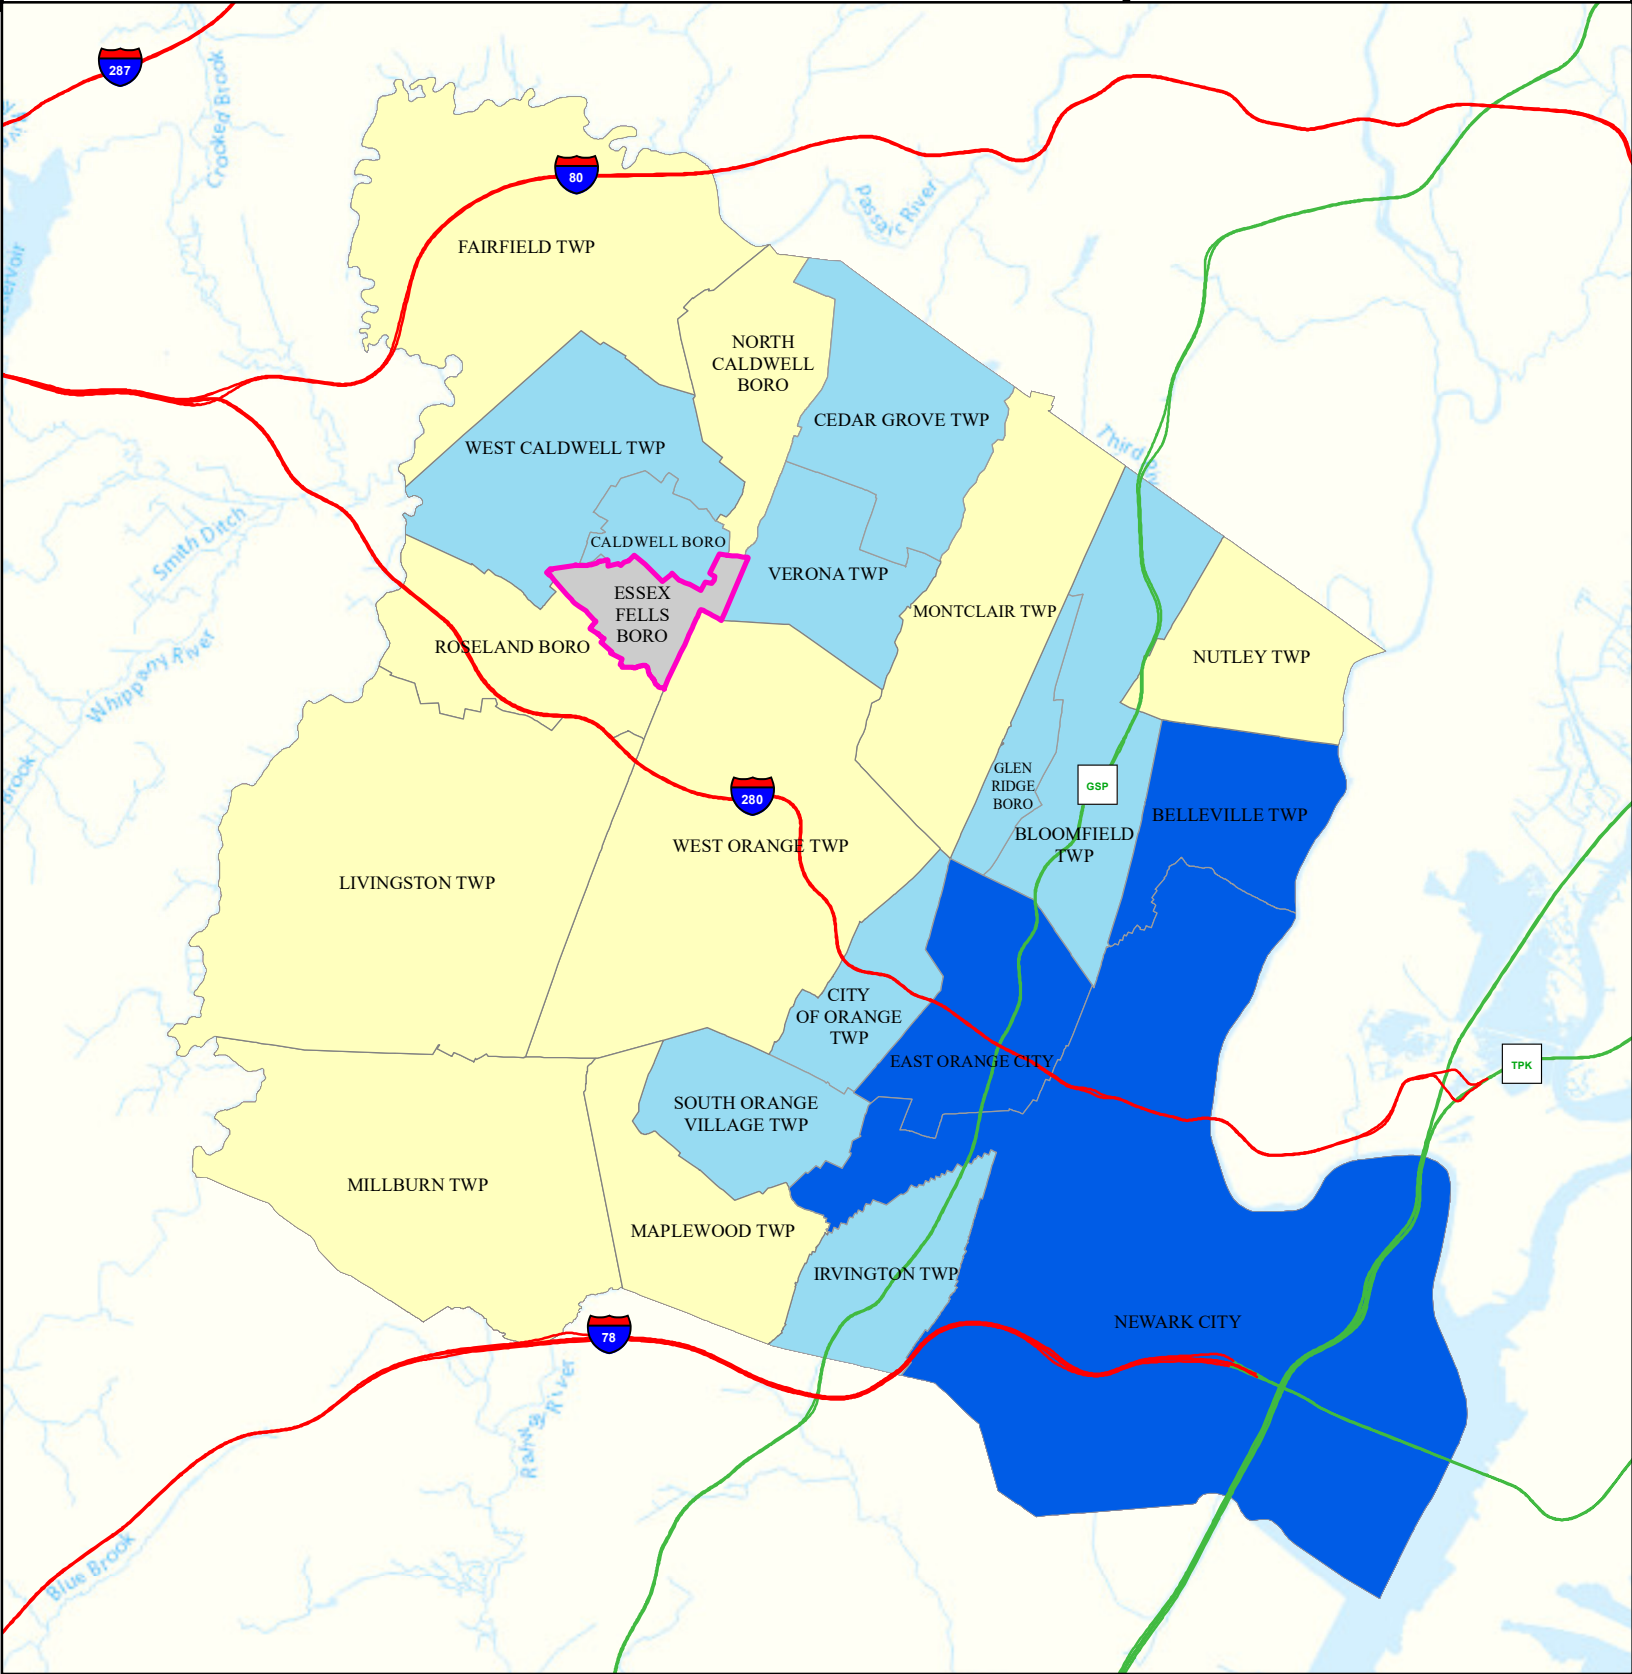 287
Crooked Brook
80
Passaic River
FAIRFIELD TWP
NORTH
CALDWELL
BORO
CEDAR GROVE TWP
WEST CALDWELL TWP
Smith Ditch
CALDWELL BORO
VERONA TWP
ESSEX
FELLS
BORO
MONTCLAIR TWP
ROSELAND BORO
NUTLEY TWP
Whippany River
Brook
GLEN
RIDGE
BORO
GSP
280
BELLEVILLE TWP
BLOOMFIELD
TWP
WEST ORANGE TWP
LIVINGSTON TWP
CITY
OF ORANGE
TWP
EAST ORANGE CITY
TPK
SOUTH ORANGE
VILLAGE TWP
MILLBURN TWP
MAPLEWOOD TWP
IRVINGTON TWP
NEWARK CITY
78
River
Blue Brook
Third